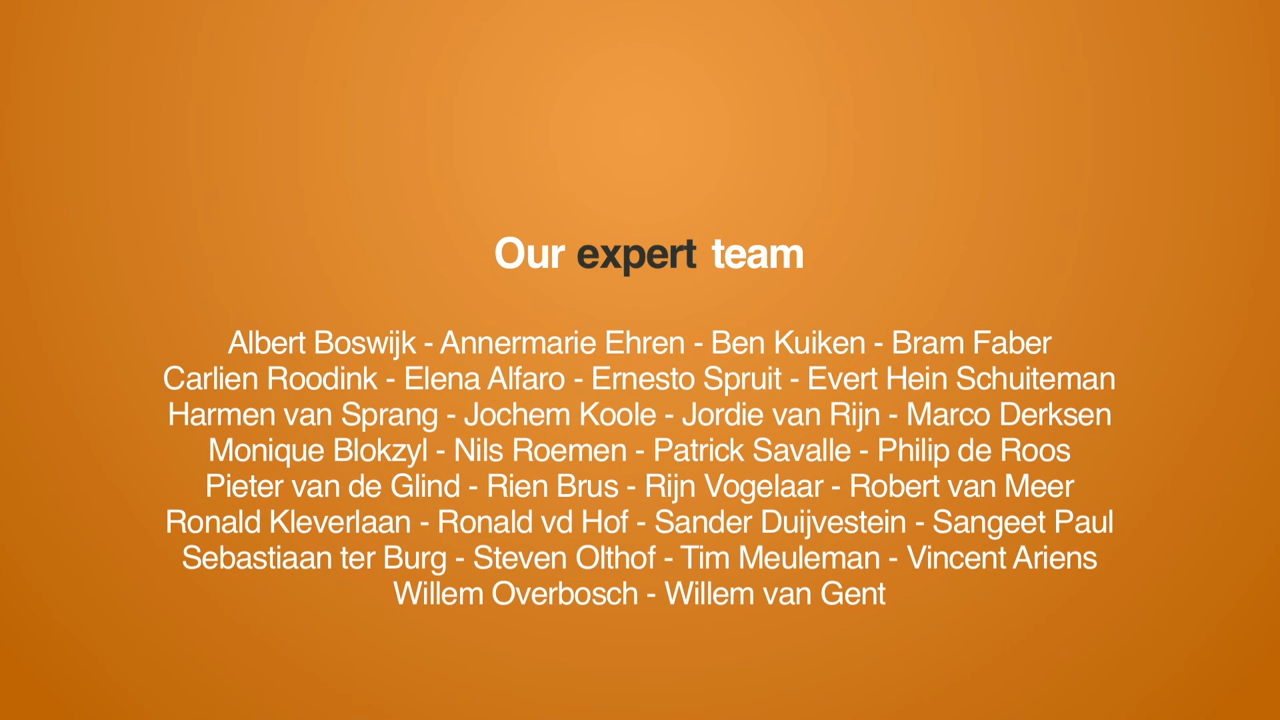 Our expert team
Albert Boswijk - Annermarie Ehren - Ben Kuiken - Bram Faber
Carlien Roodink - Elena Alfaro - Ernesto Spruit - Evert Hein Schuiteman
Harmen van Sprang - Jochem Koole - Jordie van Rijn - Marco Derksen
Monique Blokzyl - Nils Roemen - Patrick Savalle - Philip de Roos
Pieter van de Glind - Rien Brus - Rijn Vogelaar - Robert van Meer
Ronald Kleverlaan - Ronald vd Hof - Sander Duijvestein - Sangeet Paul
Sebastiaan ter Burg - Steven Olthof - Tim Meuleman - Vincent Ariens
Willem Overbosch - Willem van Gent